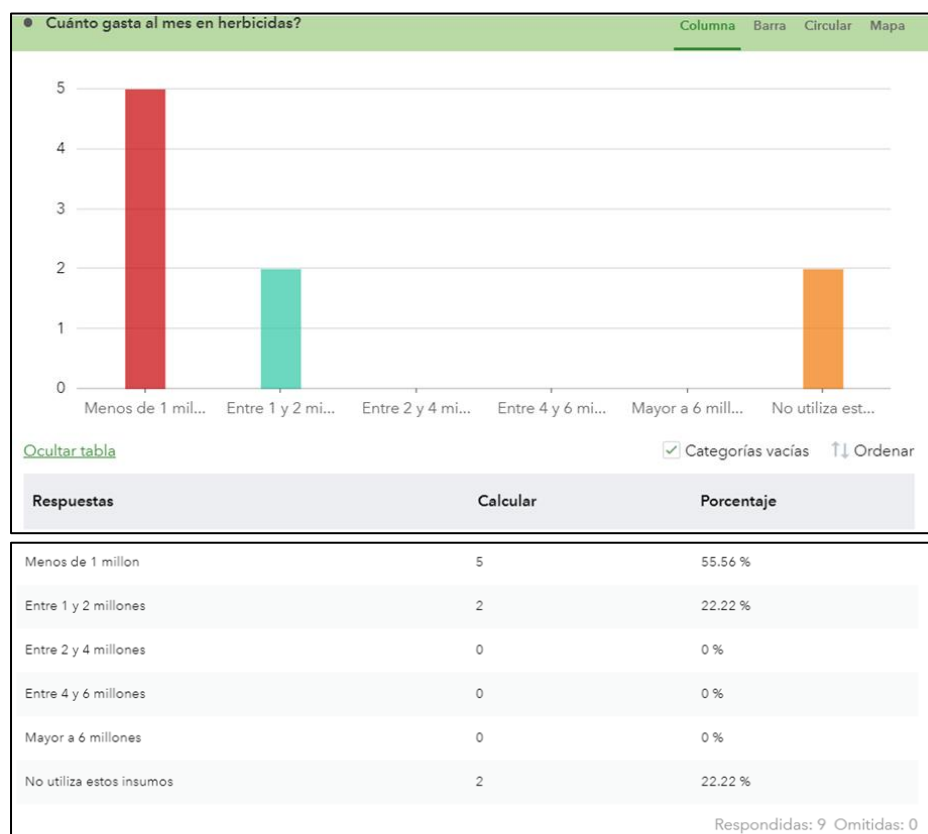 Cuánto gasta al mes en herbicidas? Columna Barra Circular Mapa
5
4
3
2
1
0
Menos de 1 mil... Entre 1 y 2 mi... Entre 2 y 4 mi... Entre 4 y 6 mi... Mayor a 6 mill... No utiliza est...
Ocultar tabla Categorías vacías Ordenar
Respuestas Calcular Porcentaje
Menos de 1 millon 5 55.56 %
Entre 1 y 2 millones 2 22.22 %
Entre 2 y 4 millones 0 0 %
Entre 4 y 6 millones 0 0 %
Mayor a 6 millones 0 0 %
No utiliza estos insumos 2 22.22 %
Respondidas: 9 Omitidas: 0